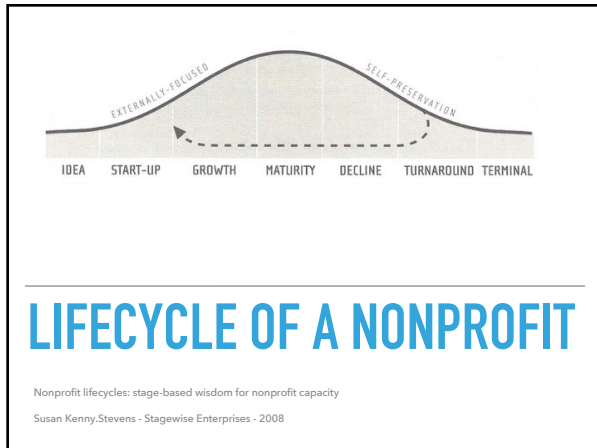 EXTERNALLY-FOCUSED
SELF-PRESERVATION
IDEA START-UP GROWTH MATURITY DECLINE TURNAROUND TERMINAL
LIFECYCLE OF A NONPROFIT
Nonprofit lifecycles: stage-based wisdom for nonprofit capacity
Susan Kenny.Stevens - Stagewise Enterprises - 2008